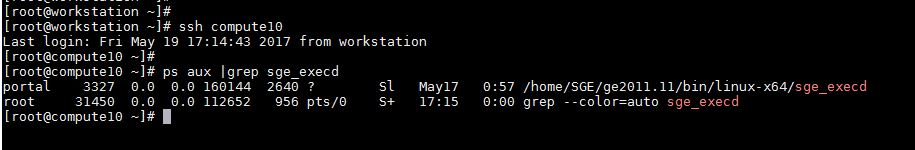 [root@workstation ~]#
[root@workstation ~]#
[root@workstation ~]# ssh compute10
Last login: Fri May 19 17:14:43 2017 from workstation
[root@compute10 ~]#
[root@compute10 ~]# ps aux |grep sge_execd
portal    3327  0.0  0.0 160144  2640 ?        Sl   May17   0:57 /home/SGE/ge2011.11/bin/linux-x64/sge_execd
root     31450  0.0  0.0 112652   956 pts/0    S+   17:15   0:00 grep --color=auto sge_execd
[root@compute10 ~]#